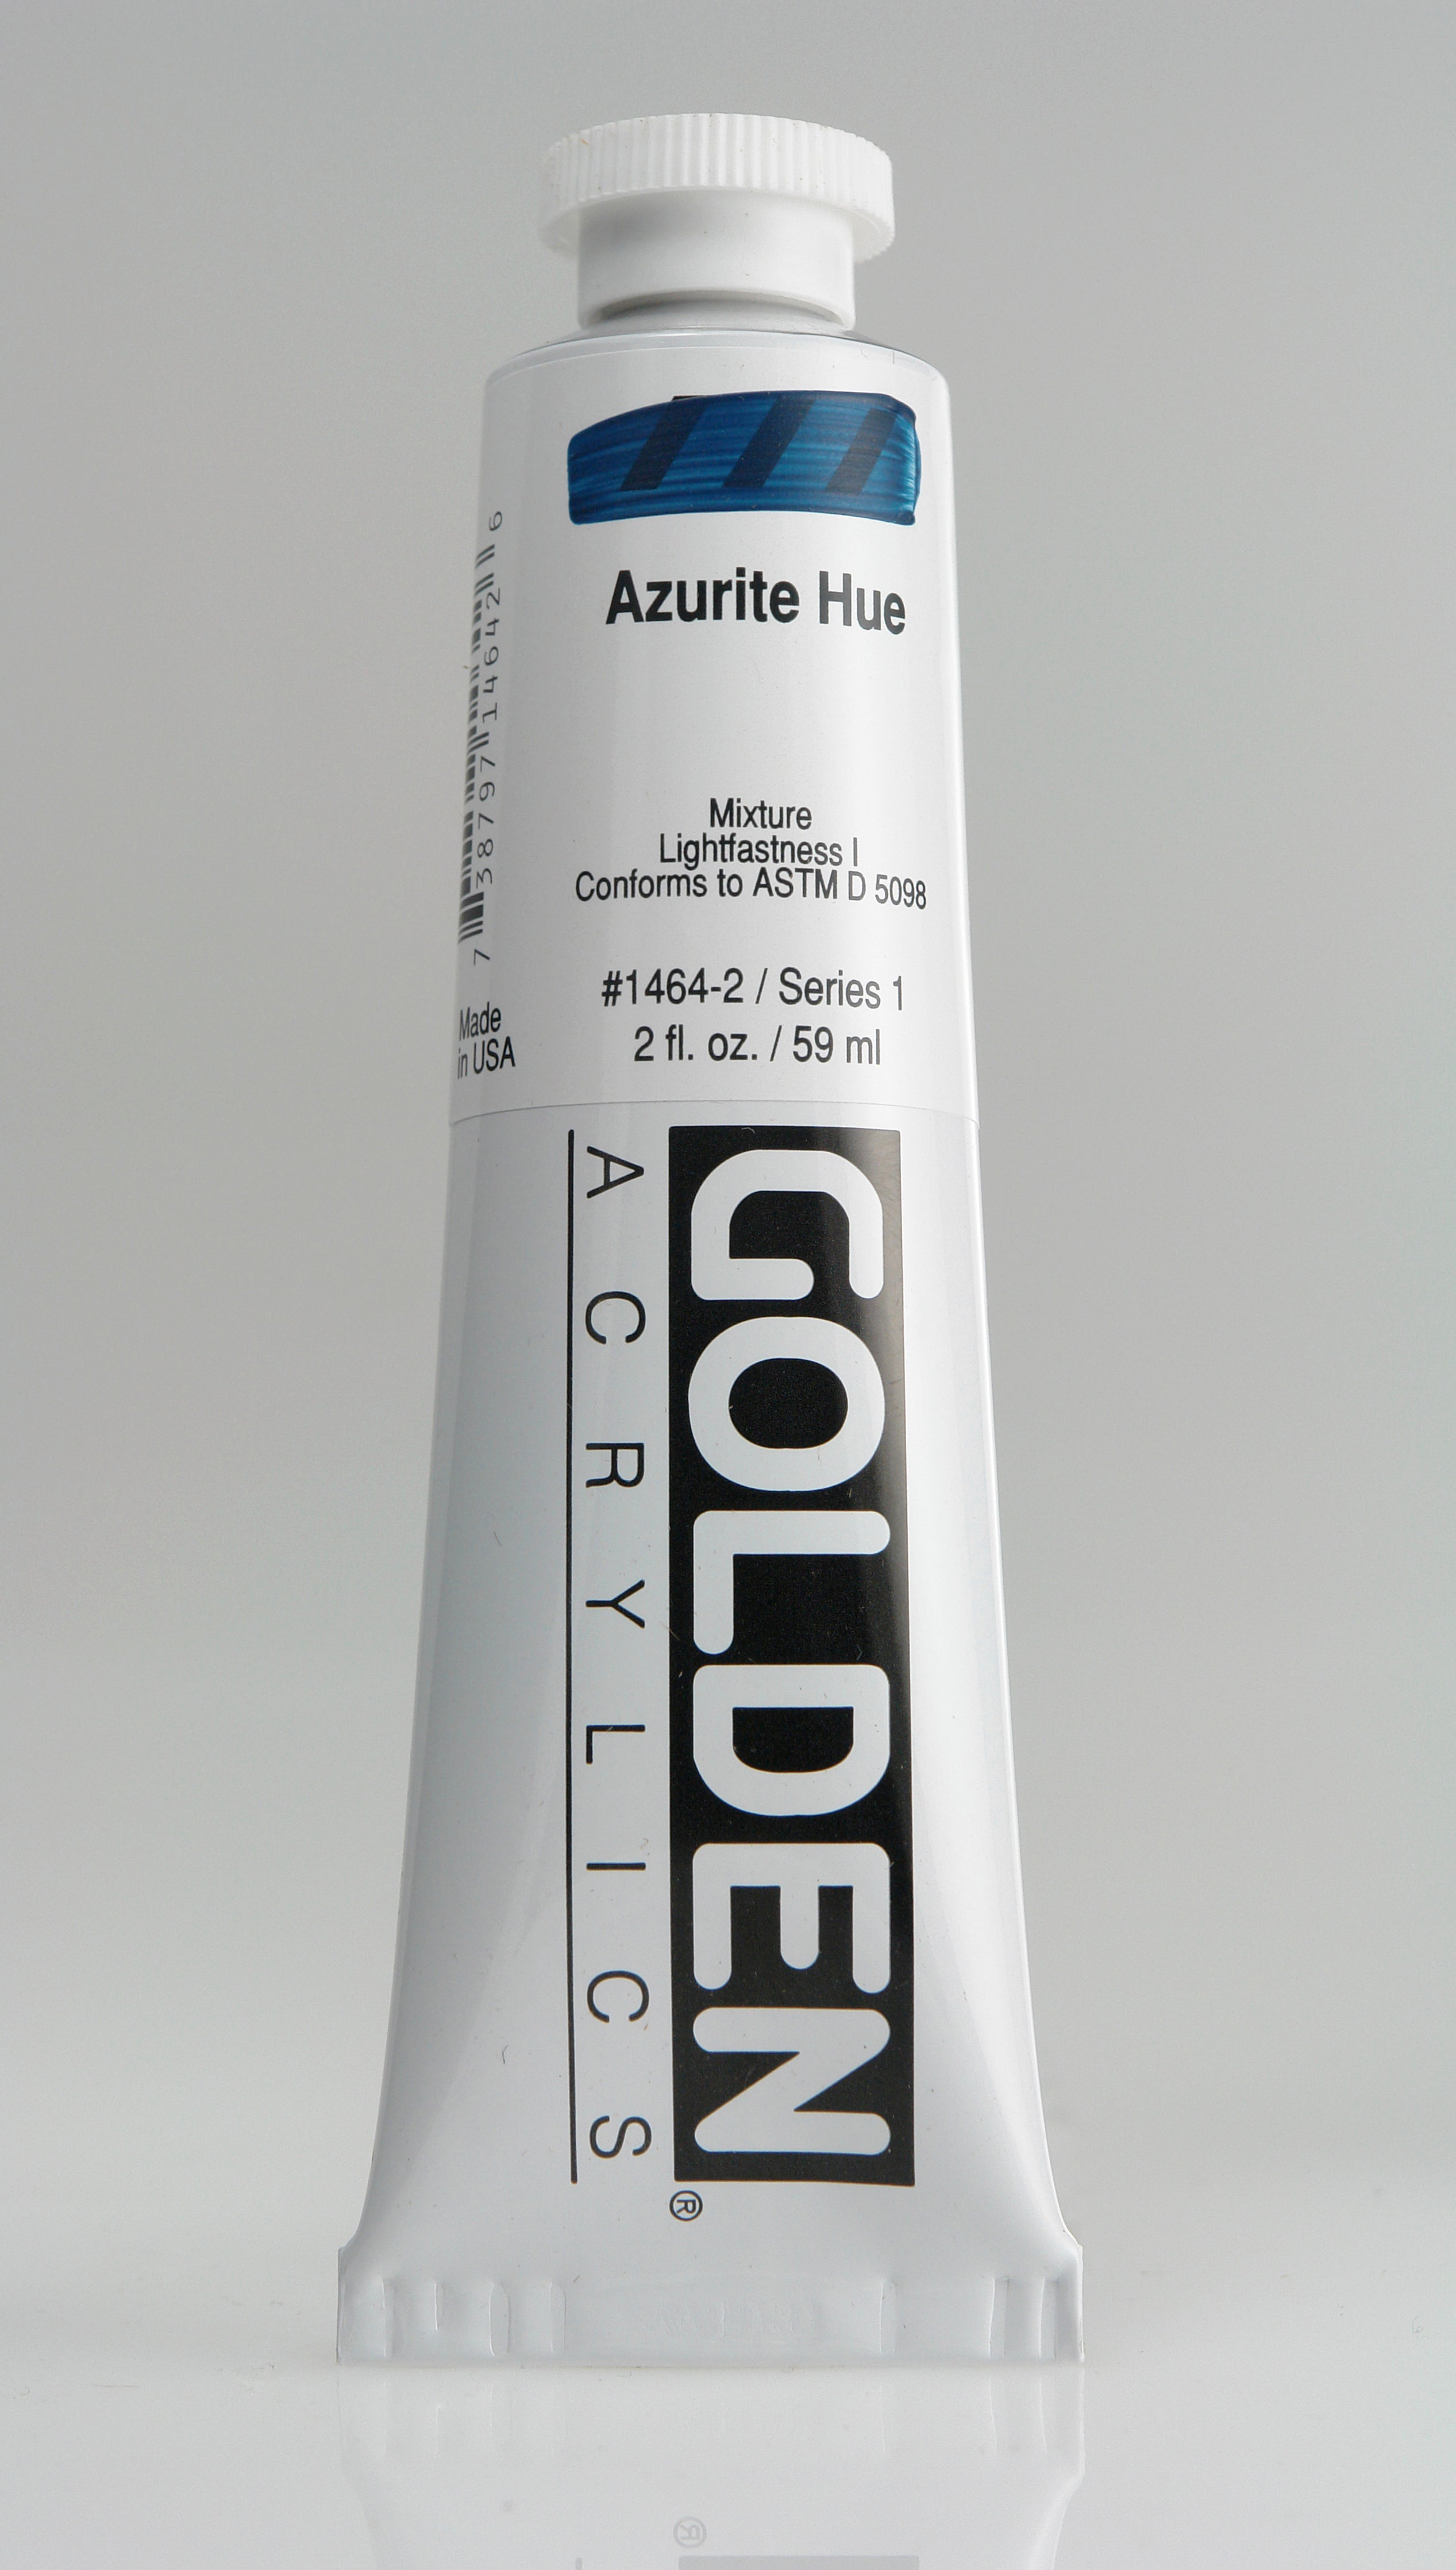 Azurite Hue
Mixture
Lightfastness I
Conforms to ASTM D 5098
#1464-2 / Series 1
2 fl. oz. / 59 ml
7 38797 14642 6
Made
in USA
GOLDEN
ACRYLICS
®